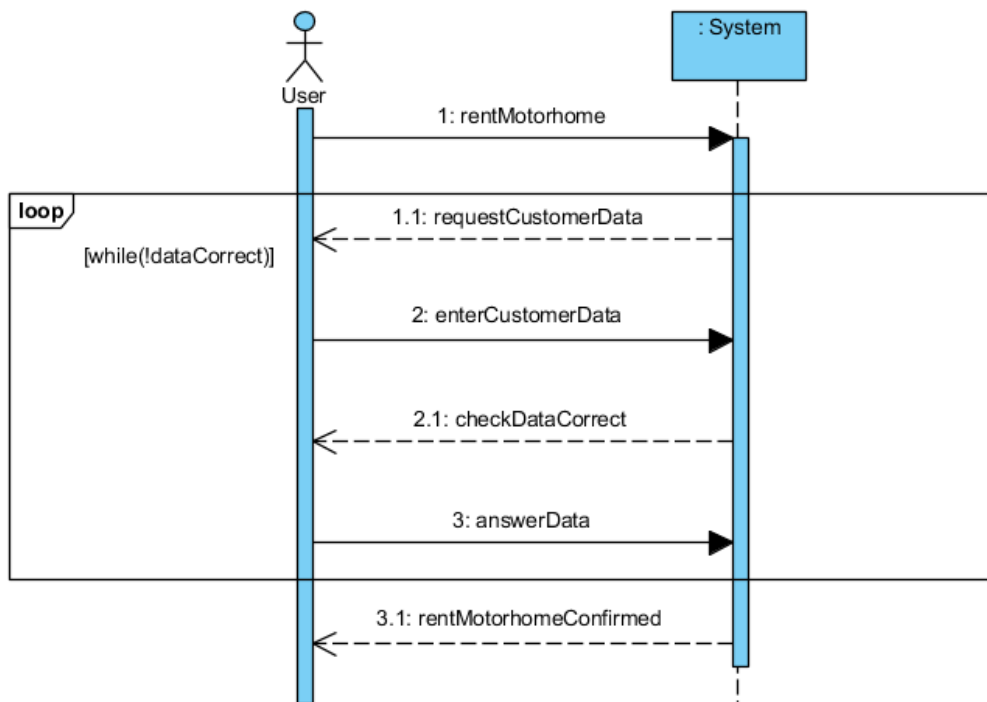 : System
User
1: rentMotorhome
loop
1.1: requestCustomerData
[while(!dataCorrect)]
2: enterCustomerData
2.1: checkDataCorrect
3: answerData
3.1: rentMotorhomeConfirmed